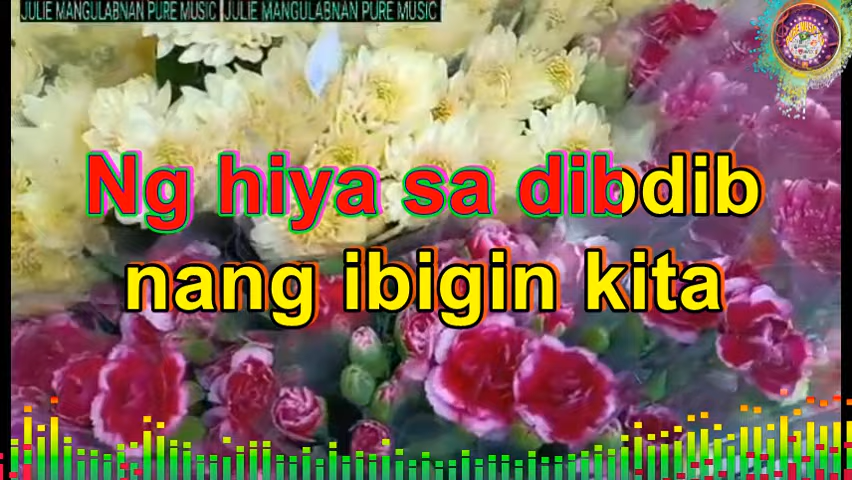 JULIE MANGULABNAN PURE MUSIC JULIE MANGULABNAN PURE MUSIC
Ng hiya sa dibdib
nang ibigin kita